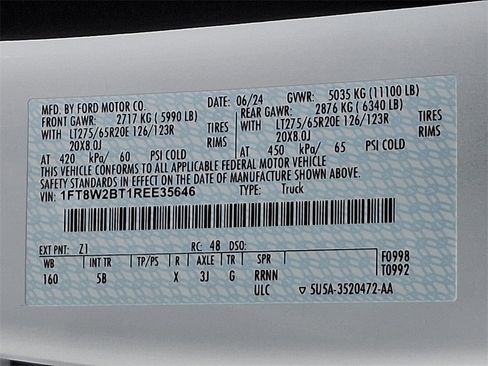 MFD. BY FORD MOTOR CO. DATE: 06/24 GVWR: 5035 KG (11100 LB)
FRONT GAWR: 2717 KG (5990 LB) REAR GAWR: 2876 KG (6340 LB)
WITH LT275/65R20E 126/123R TIRES WITH LT275/65R20E 126/123R TIRES
20X8.0J RIMS 20X8.0J RIMS
AT 420 kPa/ 60 PSI COLD AT 450 kPa/ 65 PSI COLD
THIS VEHICLE CONFORMS TO ALL APPLICABLE FEDERAL MOTOR VEHICLE
SAFETY STANDARDS IN EFFECT ON THE DATE OF MANUFACTURE SHOWN ABOVE.
VIN: 1FT8W2BT1REE35646 TYPE: Truck
EXT PNT: Z1 RC: 48 DSO:
WB INT TR TP/PS R AXLE TR SPR F0998
160 5B X 3J G RRNN T0992
ULC 5U5A-3520472-AA